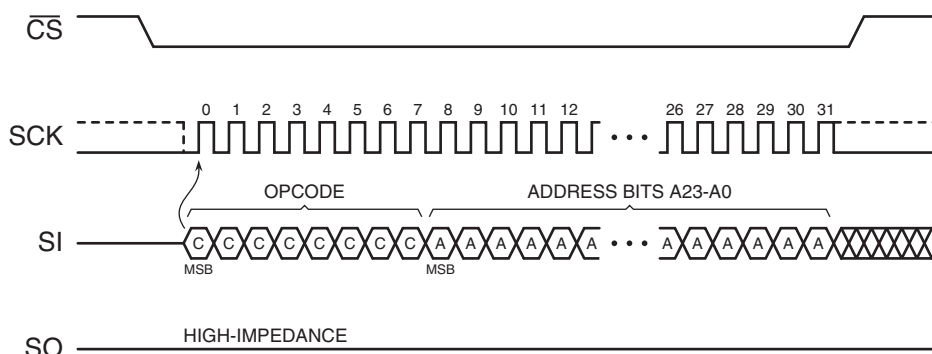 CS
0 1 2 3 4 5 6 7 8 9 10 11 12 26 27 28 29 30 31
SCK
OPCODE ADDRESS BITS A23-A0
SI C C C C C C C C A A A A A A A A A A A A
MSB MSB
HIGH-IMPEDANCE
SO